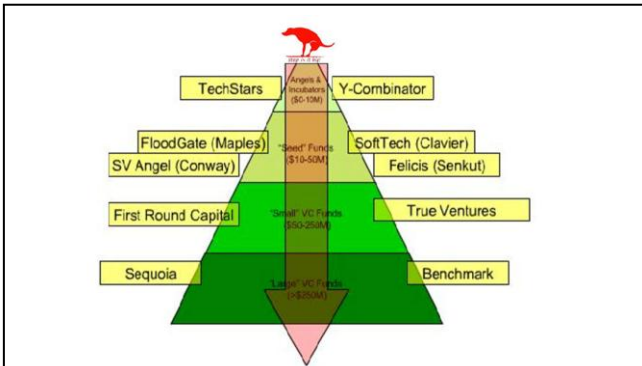 Angels &
Incubators
($0-10M)
TechStars
Y-Combinator
FloodGate (Maples)
SoftTech (Clavier)
"Seed" Funds
($10-50M)
SV Angel (Conway)
Felicis (Senkut)
First Round Capital
True Ventures
"Small" VC Funds
($50-250M)
Sequoia
Benchmark
"Large" VC Funds
(>$250M)